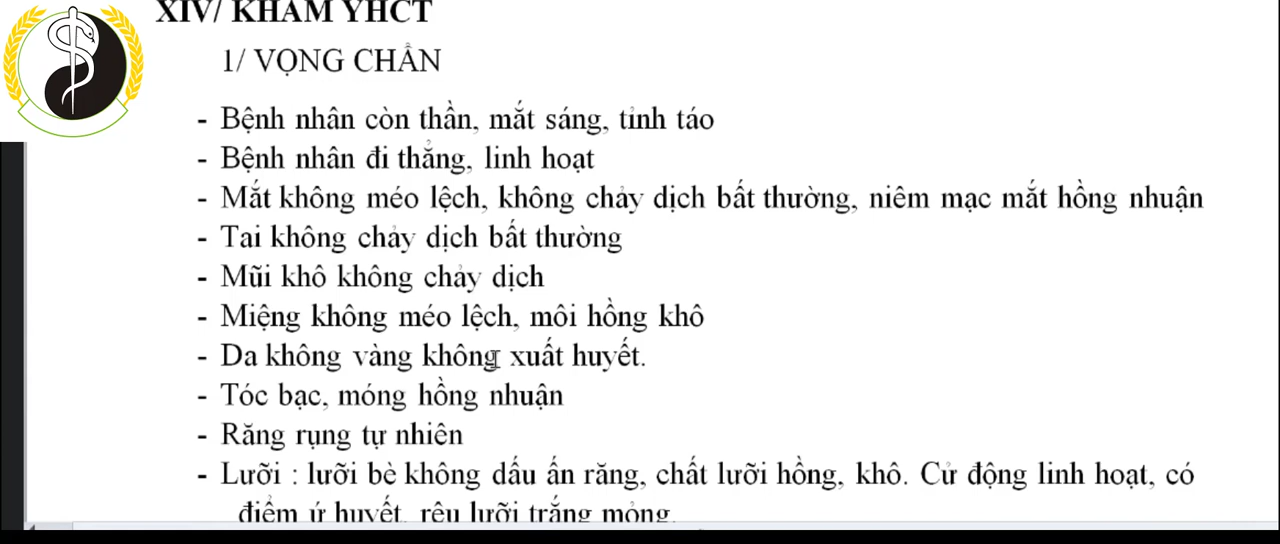 XIV/ KHÁM YHCT
1/ VỌNG CHẨN
- Bệnh nhân còn thần, mắt sáng, tỉnh táo
- Bệnh nhân đi thẳng, linh hoạt
- Mắt không méo lệch, không chảy dịch bất thường, niêm mạc mắt hồng nhuận
- Tai không chảy dịch bất thường
- Mũi khô không chảy dịch
- Miệng không méo lệch, môi hồng khô
- Da không vàng không xuất huyết.
- Tóc bạc, móng hồng nhuận
- Răng rụng tự nhiên
- Lưỡi : lưỡi bè không dấu ấn răng, chất lưỡi hồng, khô. Cử động linh hoạt, có
điểm ứ huyết, rêu lưỡi trắng mỏng.